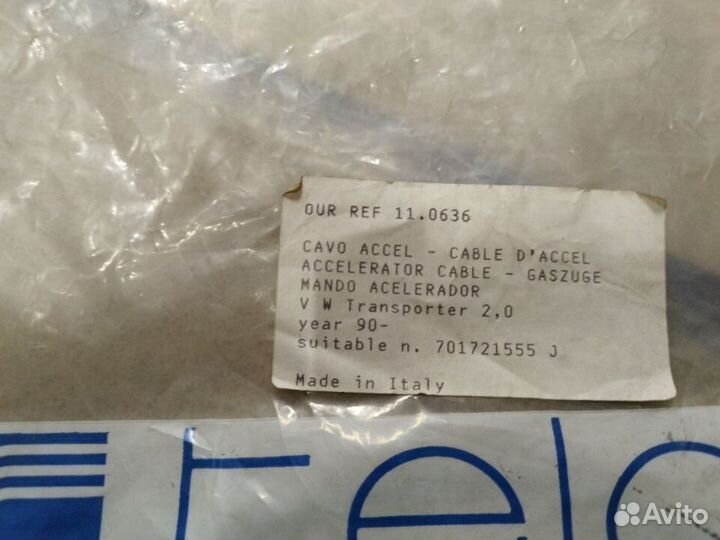 OUR REF 11.0636
CAVO ACCEL - CABLE D'ACCEL
ACCELERATOR CABLE - GASZUGE
MANDO ACELERADOR
V W Transporter 2,0
year 90-
suitable n. 701721555 J
Made in Italy
Avito